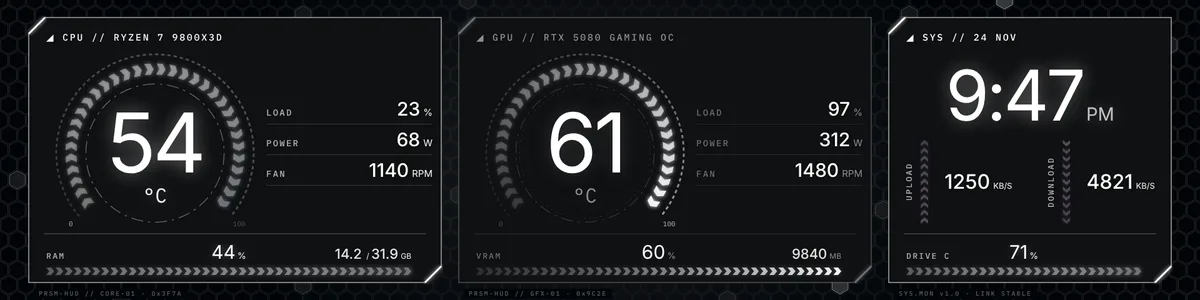 CPU // RYZEN 7 9800X3D
54
°C
0
100
LOAD 23 %
POWER 68 W
FAN 1140 RPM
RAM 44 % 14.2 / 31.9 GB
PRSM-HUD // CORE-01 · 0x3F7A
GPU // RTX 5080 GAMING OC
61
°C
0
100
LOAD 97 %
POWER 312 W
FAN 1480 RPM
VRAM 60 % 9840 MB
PRSM-HUD // GFX-01 · 0x9C2E
SYS // 24 NOV
9:47 PM
UPLOAD 1250 KB/S
DOWNLOAD 4821 KB/S
DRIVE C 71 %
SYS.MON v1.0 · LINK STABLE